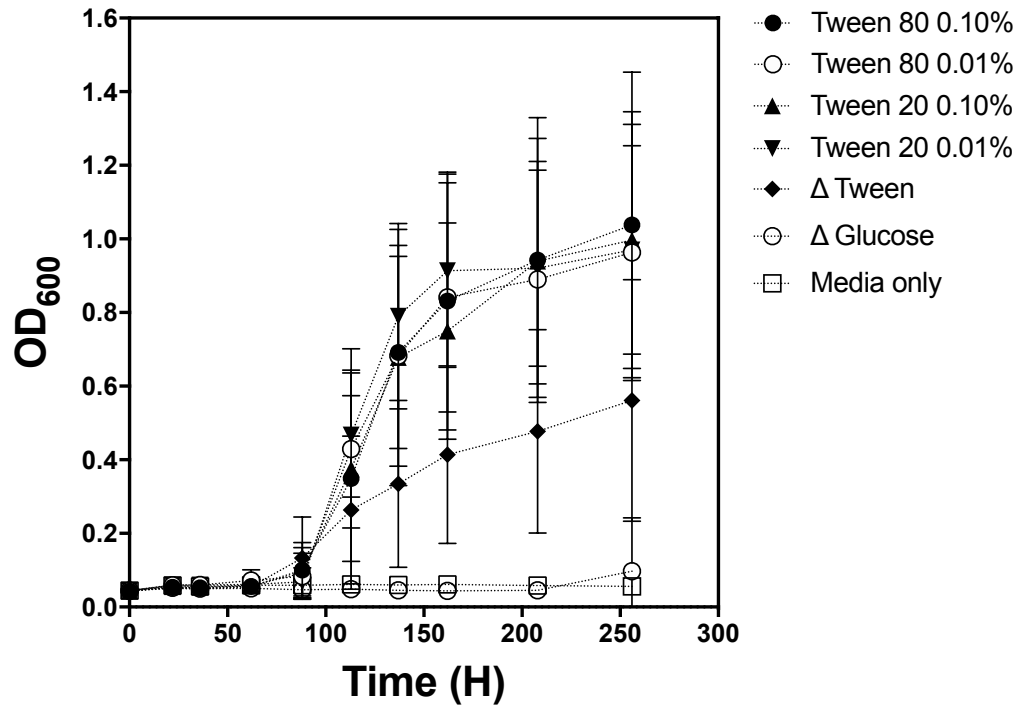 1.6
1.4
1.2
1.0
0.8
0.6
0.4
0.2
0.0
OD600
0 50 100 150 200 250 300
Time (H)
Tween 80 0.10%
Tween 80 0.01%
Tween 20 0.10%
Tween 20 0.01%
Δ Tween
Δ Glucose
Media only